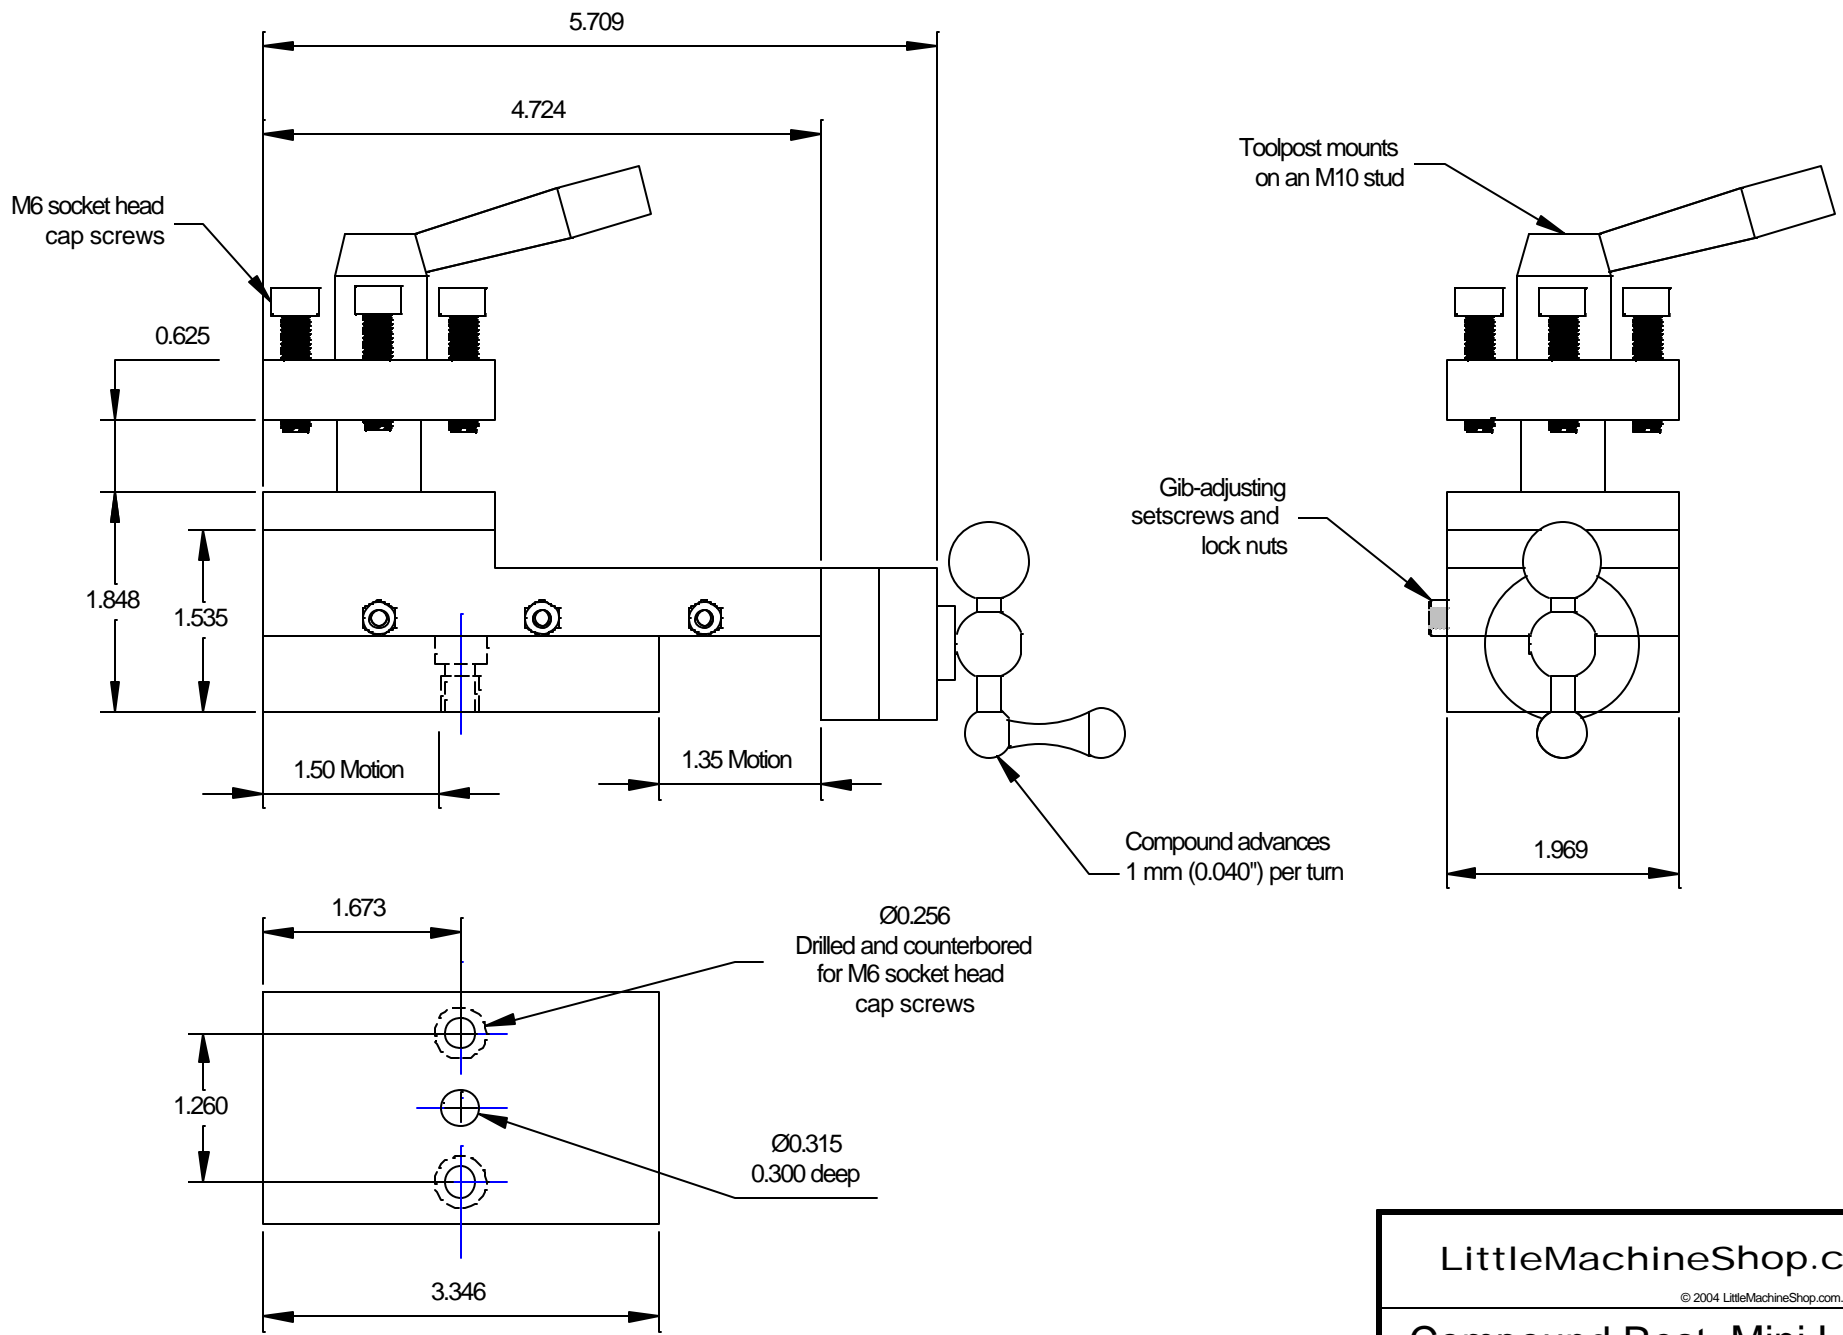 5.709
4.724
Toolpost mounts
on an M10 stud
M6 socket head
cap screws
0.625
Gib-adjusting
setscrews and
lock nuts
1.848
1.535
1.50 Motion
1.35 Motion
Compound advances
1 mm (0.040") per turn
1.969
1.673
Ø0.256
Drilled and counterbored
for M6 socket head
cap screws
1.260
Ø0.315
0.300 deep
3.346
LittleMachineShop.c
© 2004 LittleMachineShop.com.